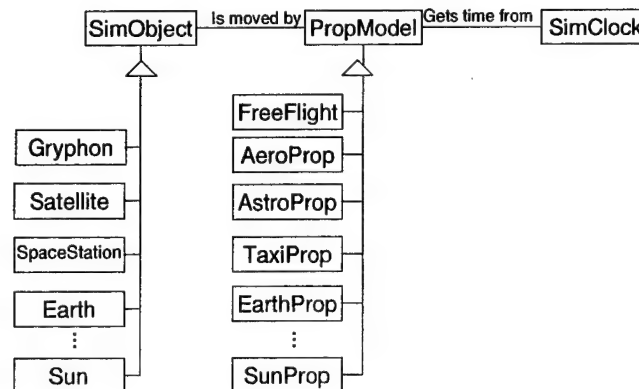 SimObject Is moved by PropModel Gets time from SimClock
FreeFlight
Gryphon AeroProp
Satellite AstroProp
SpaceStation TaxiProp
Earth EarthProp
Sun SunProp